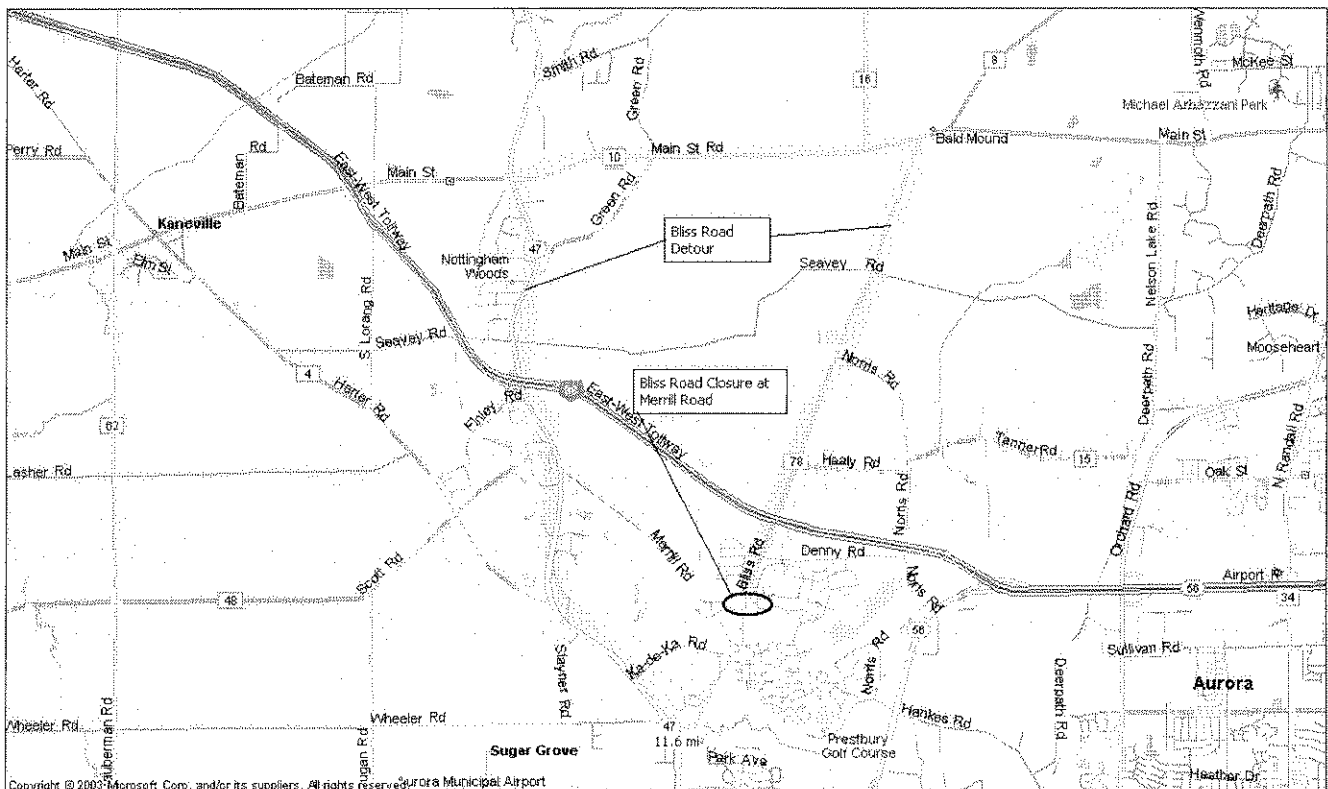 Harter Rd
Bateman Rd
Smith Rd
Green Rd
16
8
Wenmoth Rd
McKee St
Michael Arbizzani Park
Perry Rd
Bateman
Rd
East-West Tollway
Main St
10
Main St Rd
Bald Mound
Main St
Kaneville
Main St
Elm St
S Lorang Rd
Nottingham
Woods
47
Green Rd
Bliss Road
Detour
Seavey Rd
Nelson Lake Rd
Deerpath Rd
Heritage Dr
Mooseheart
Seavey Rd
4
Harter Rd
Finley Rd
Bliss Road Closure at
Merrill Road
East-West Tollway
Norris Rd
Deerpath Rd
N Randall Rd
62
Lasher Rd
78
Healy Rd
Tanner Rd
15
Oak St
Norris Rd
Orchard Rd
Scott Rd
Merrill Rd
Bliss Rd
Denny Rd
Norris Rd
Airport R
48
56
34
Ka-de-Ka Rd
Norris Rd
56
Sullivan Rd
Stayner Rd
Deerpath Rd
Aurora
Wheeler Rd
Dauberman Rd
Wheeler Rd
47
11.6 mi
Hankes Rd
Sugar Grove
Prestbury
Golf Course
Park Ave
Heather Dr
Copyright © 2003 Microsoft Corp. and/or its suppliers. All rights reserved.
Aurora Municipal Airport